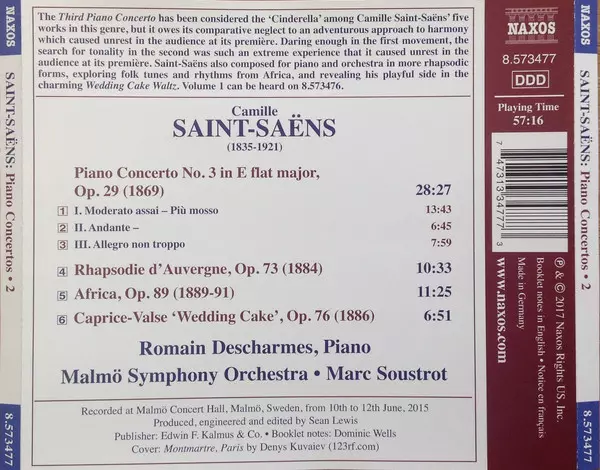 NAXOS
SAINT-SAËNS: Piano Concertos • 2
8.573477
The Third Piano Concerto has been considered the ‘Cinderella’ among Camille Saint-Saëns’ five
works in this genre, but it owes its comparative neglect to an adventurous approach to harmony
which caused unrest in the audience at its première. Daring enough in the first movement, the
search for tonality in the second was such an extreme experience that it caused unrest in the
audience at its première. Saint-Saëns also composed for piano and orchestra in more rhapsodic
forms, exploring folk tunes and rhythms from Africa, and revealing his playful side in the
charming Wedding Cake Waltz. Volume 1 can be heard on 8.573476.
Camille
SAINT-SAËNS
(1835-1921)
Piano Concerto No. 3 in E flat major,
Op. 29 (1869) 28:27
1 I. Moderato assai – Più mosso 13:43
2 II. Andante – 6:45
3 III. Allegro non troppo 7:59
4 Rhapsodie d’Auvergne, Op. 73 (1884) 10:33
5 Africa, Op. 89 (1889-91) 11:25
6 Caprice-Valse ‘Wedding Cake’, Op. 76 (1886) 6:51
Romain Descharmes, Piano
Malmö Symphony Orchestra • Marc Soustrot
Recorded at Malmö Concert Hall, Malmö, Sweden, from 10th to 12th June, 2015
Produced, engineered and edited by Sean Lewis
Publisher: Edwin F. Kalmus & Co. • Booklet notes: Dominic Wells
Cover: Montmartre, Paris by Denys Kuvaiev (123rf.com)
NAXOS
8.573477
DDD
Playing Time
57:16
7 47313 34777 3
www.naxos.com
℗ & © 2017 Naxos Rights US, Inc.
Booklet notes in English • Notice en français
Made in Germany
NAXOS
SAINT-SAËNS: Piano Concertos • 2
8.573477